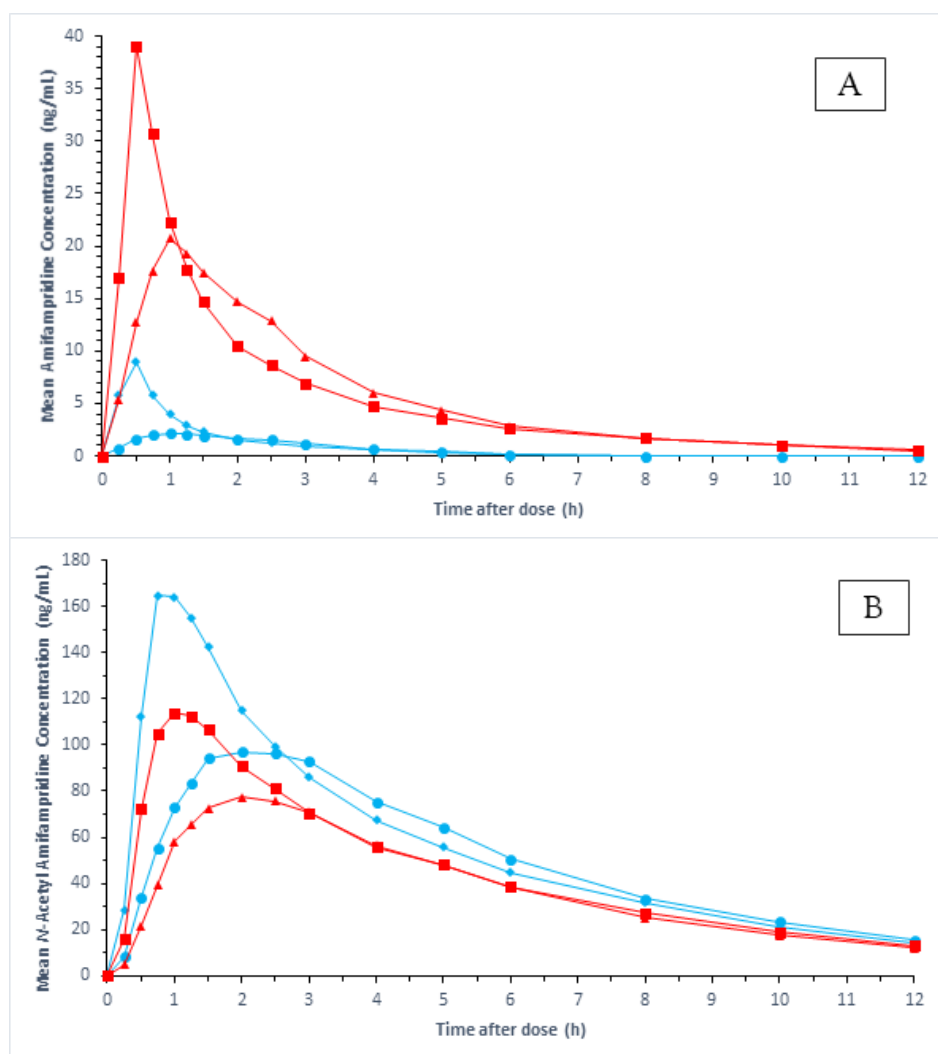 40
35
30
25
20
15
10
5
0
Mean Amifampridine Concentration (ng/mL)
A
0 1 2 3 4 5 6 7 8 9 10 11 12
Time after dose (h)
180
160
140
120
100
80
60
40
20
0
Mean N-Acetyl Amifampridine Concentration (ng/mL)
B
0 1 2 3 4 5 6 7 8 9 10 11 12
Time after dose (h)